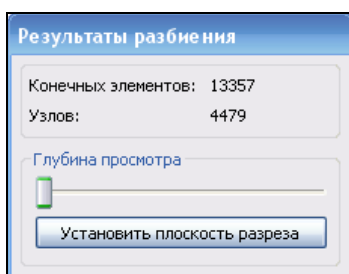 Результаты разбиения
Конечных элементов: 13357
Узлов: 4479
Глубина просмотра
Установить плоскость разреза